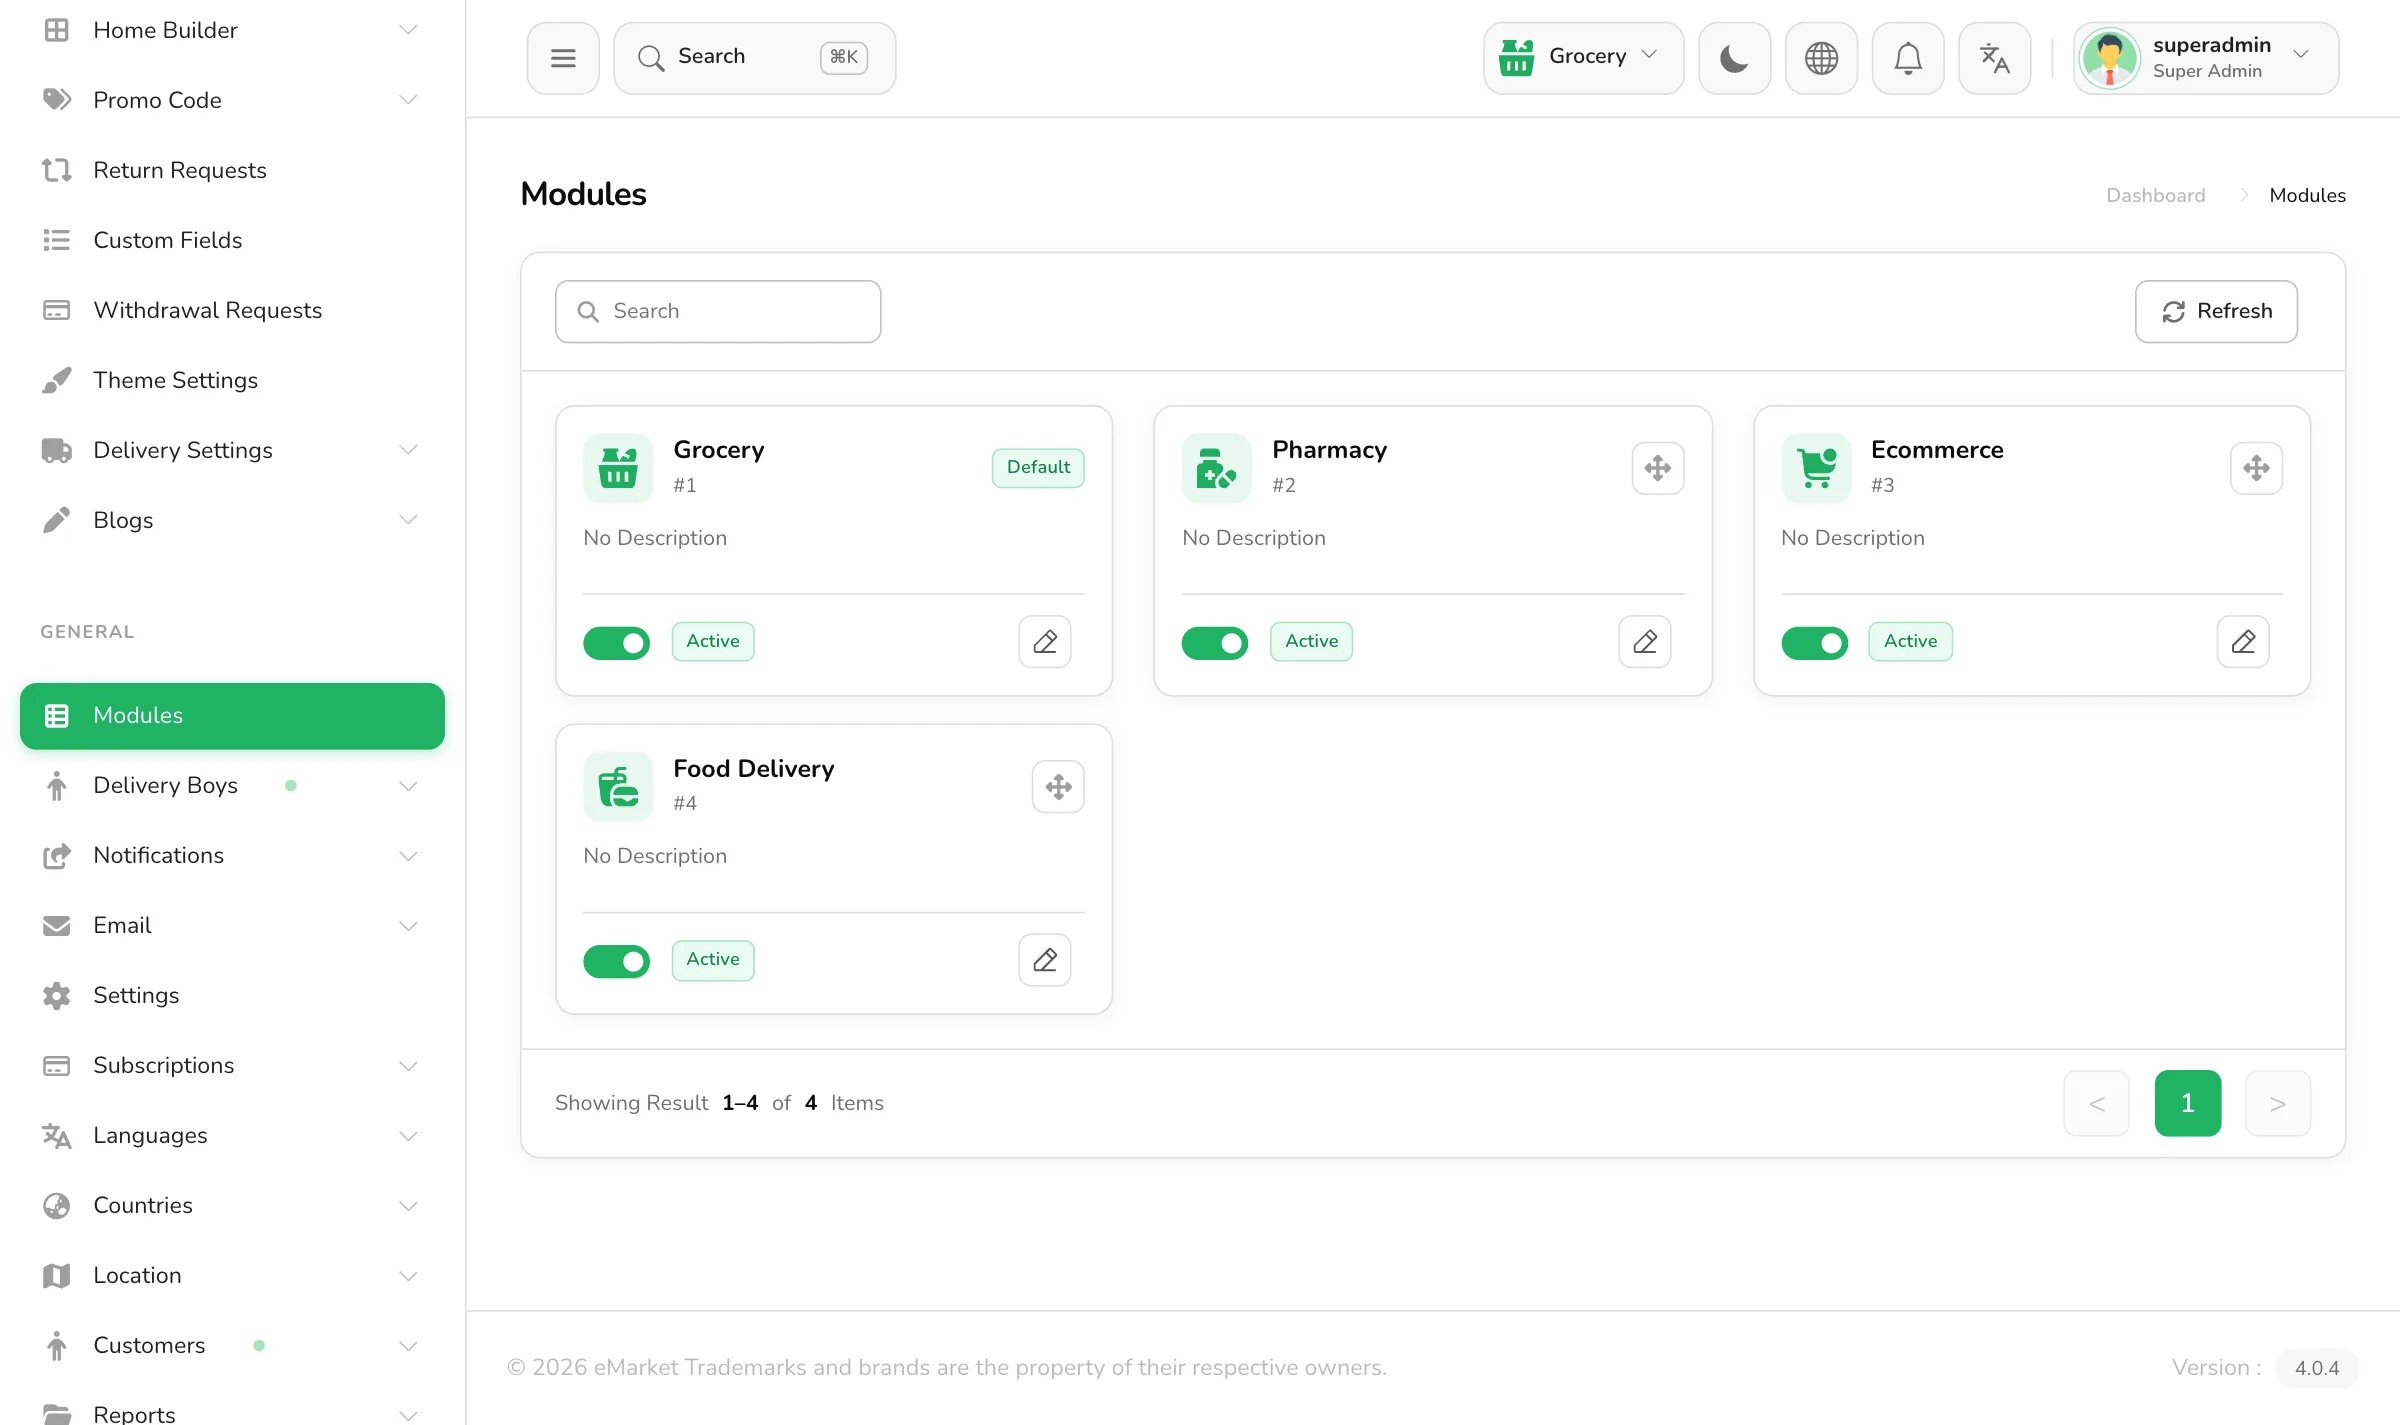 Home Builder
Promo Code
Return Requests
Custom Fields
Withdrawal Requests
Theme Settings
Delivery Settings
Blogs
GENERAL
Modules
Delivery Boys
Notifications
Email
Settings
Subscriptions
Languages
Countries
Location
Customers
Reports
Search ⌘K
Grocery
superadmin
Super Admin
Modules
Dashboard > Modules
Search
Refresh
Grocery
#1
Default
No Description
Active
Pharmacy
#2
No Description
Active
Ecommerce
#3
No Description
Active
Food Delivery
#4
No Description
Active
Showing Result 1–4 of 4 Items
< 1 >
© 2026 eMarket Trademarks and brands are the property of their respective owners.
Version : 4.0.4